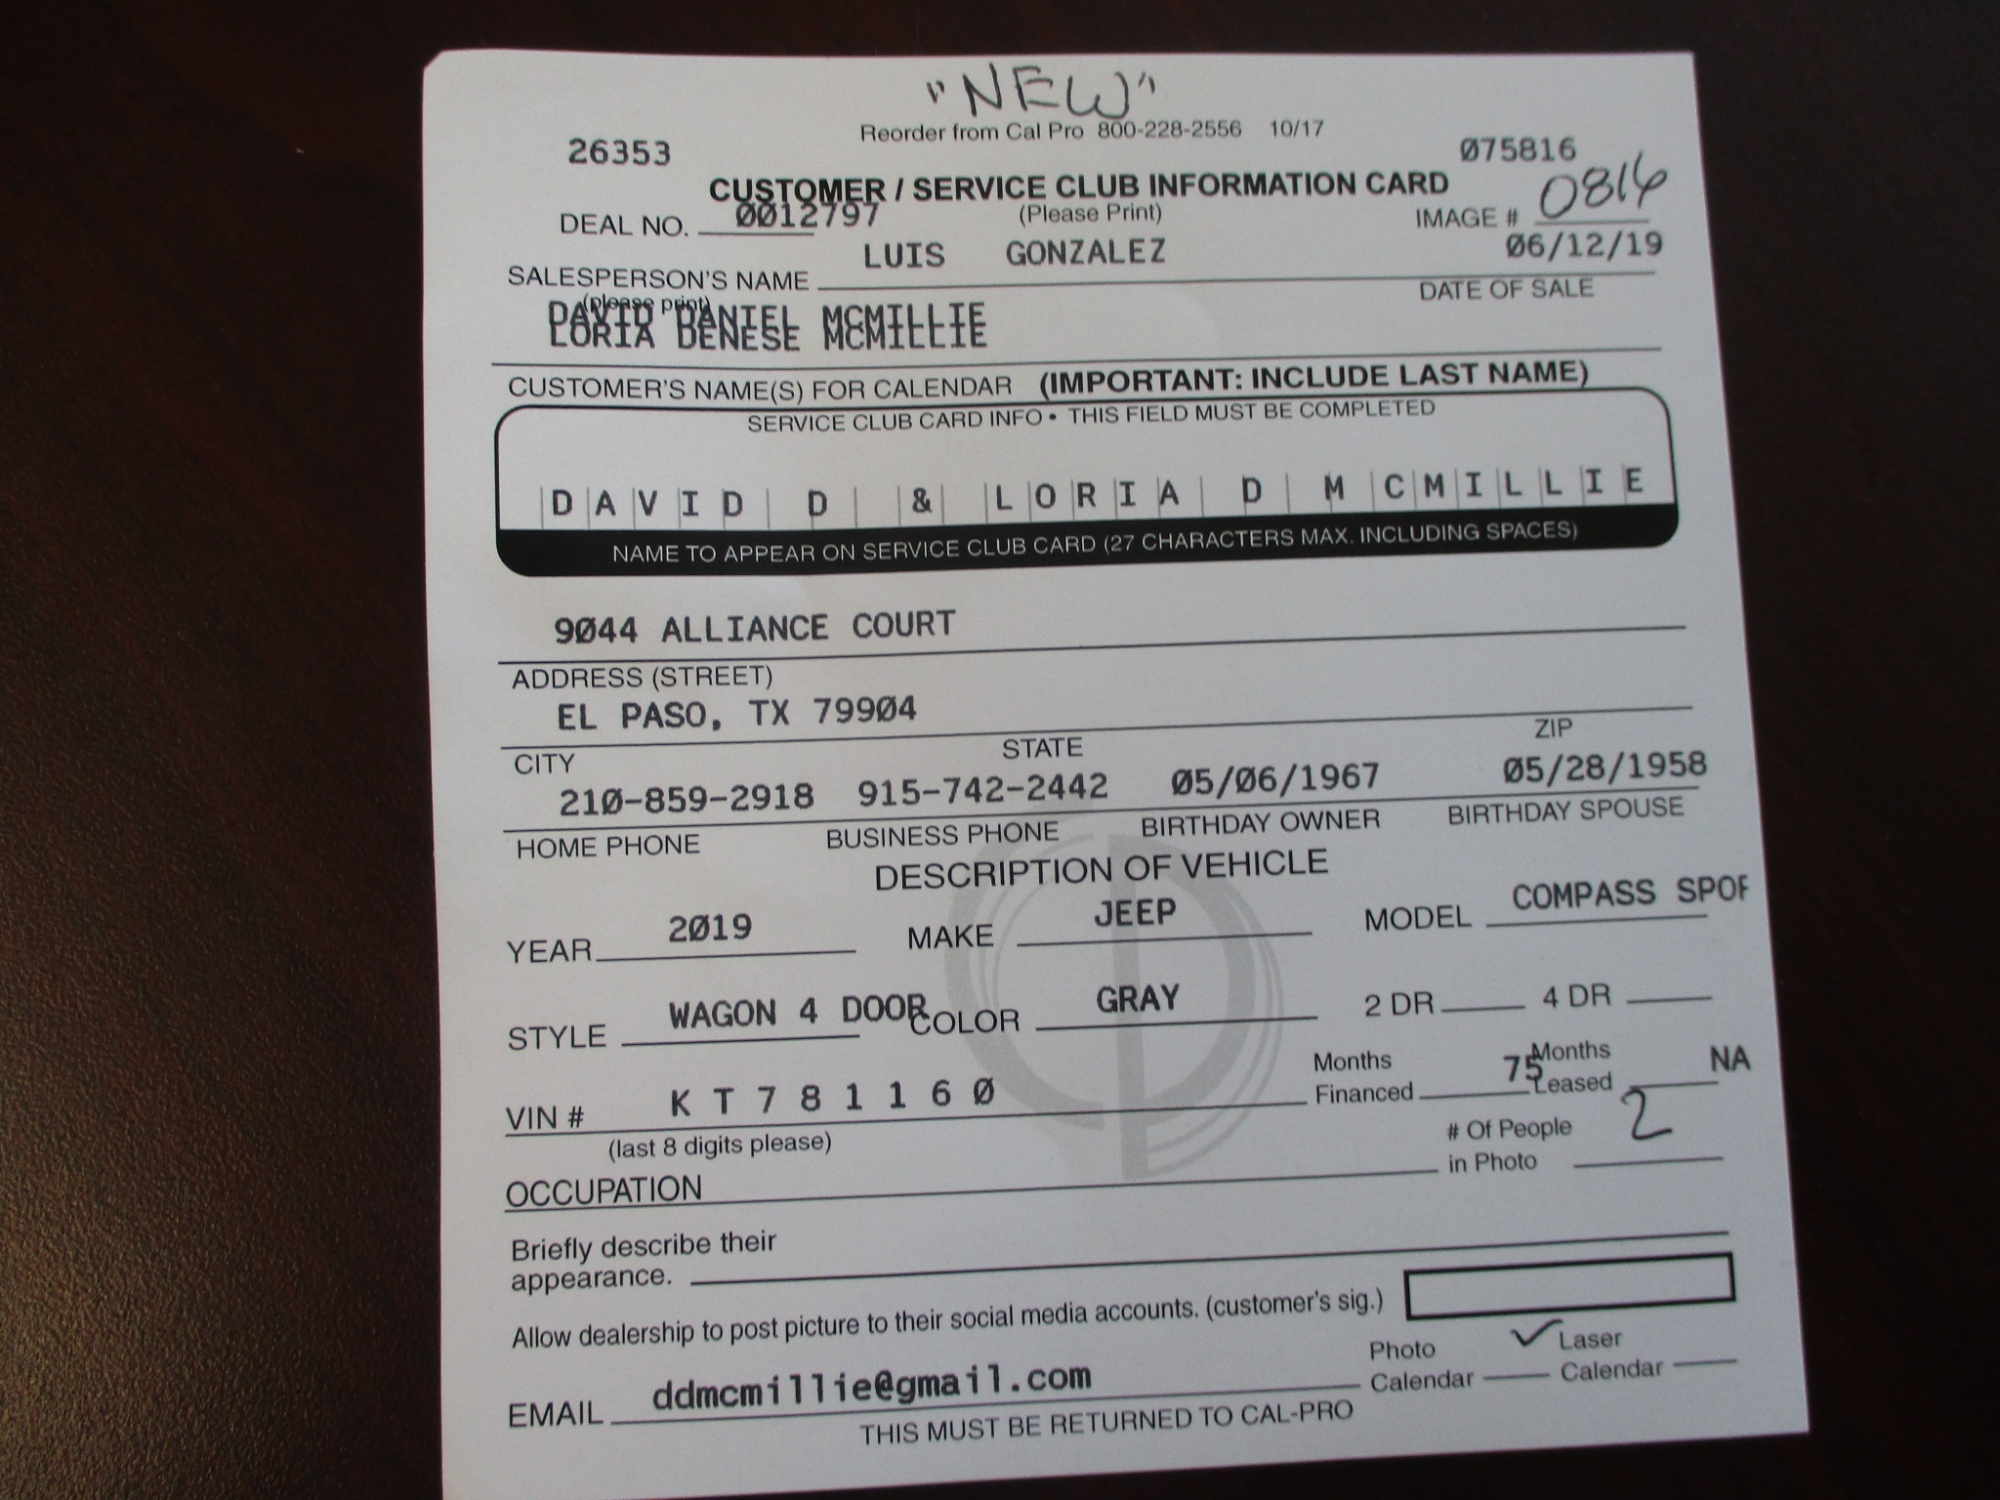 "NEW"
Reorder from Cal Pro 800-228-2556 10/17
26353 075816
CUSTOMER / SERVICE CLUB INFORMATION CARD
DEAL NO. 0012797 (Please Print) IMAGE # 0816
LUIS GONZALEZ 06/12/19
SALESPERSON'S NAME DATE OF SALE
(please print)
DAVID DANIEL MCMILLIE
LORIA DENESE MCMILLIE
CUSTOMER'S NAME(S) FOR CALENDAR (IMPORTANT: INCLUDE LAST NAME)
SERVICE CLUB CARD INFO • THIS FIELD MUST BE COMPLETED
DAVID D & LORIA D MCMILLIE
NAME TO APPEAR ON SERVICE CLUB CARD (27 CHARACTERS MAX. INCLUDING SPACES)
9044 ALLIANCE COURT
ADDRESS (STREET)
EL PASO, TX 79904
CITY STATE ZIP
210-859-2918 915-742-2442 05/06/1967 05/28/1958
HOME PHONE BUSINESS PHONE BIRTHDAY OWNER BIRTHDAY SPOUSE
DESCRIPTION OF VEHICLE
YEAR 2019 MAKE JEEP MODEL COMPASS SPOR
STYLE WAGON 4 DOOR COLOR GRAY 2 DR 4 DR
VIN # KT781160 Months Financed 75 Months Leased NA
(last 8 digits please)
OCCUPATION # Of People in Photo 2
Briefly describe their
appearance.
Allow dealership to post picture to their social media accounts. (customer's sig.)
EMAIL ddmcmillie@gmail.com Photo Calendar ✓ Laser Calendar
THIS MUST BE RETURNED TO CAL-PRO